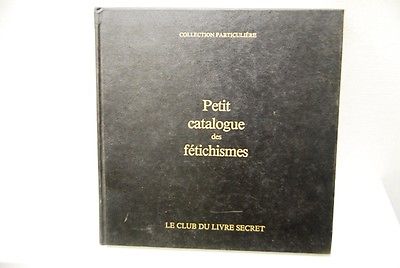 COLLECTION PARTICULIÈRE
Petit
catalogue
des
fétichismes
LE CLUB DU LIVRE SECRET